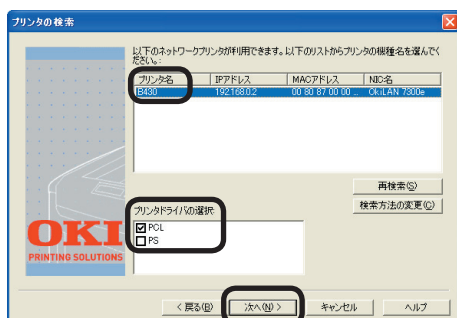 プリンタの検索
以下のネットワークプリンタが利用できます。以下のリストからプリンタの機種名を選んでく
ださい。:
プリンタ名 IPアドレス MACアドレス NIC名
B430 192.168.0.2 00 80 87 00 00 ... OkiLAN 7300e
再検索(S)
検索方法の変更(C)
プリンタドライバの選択
PCL
PS
OKI
PRINTING SOLUTIONS
< 戻る(B) 次へ(N) > キャンセル ヘルプ